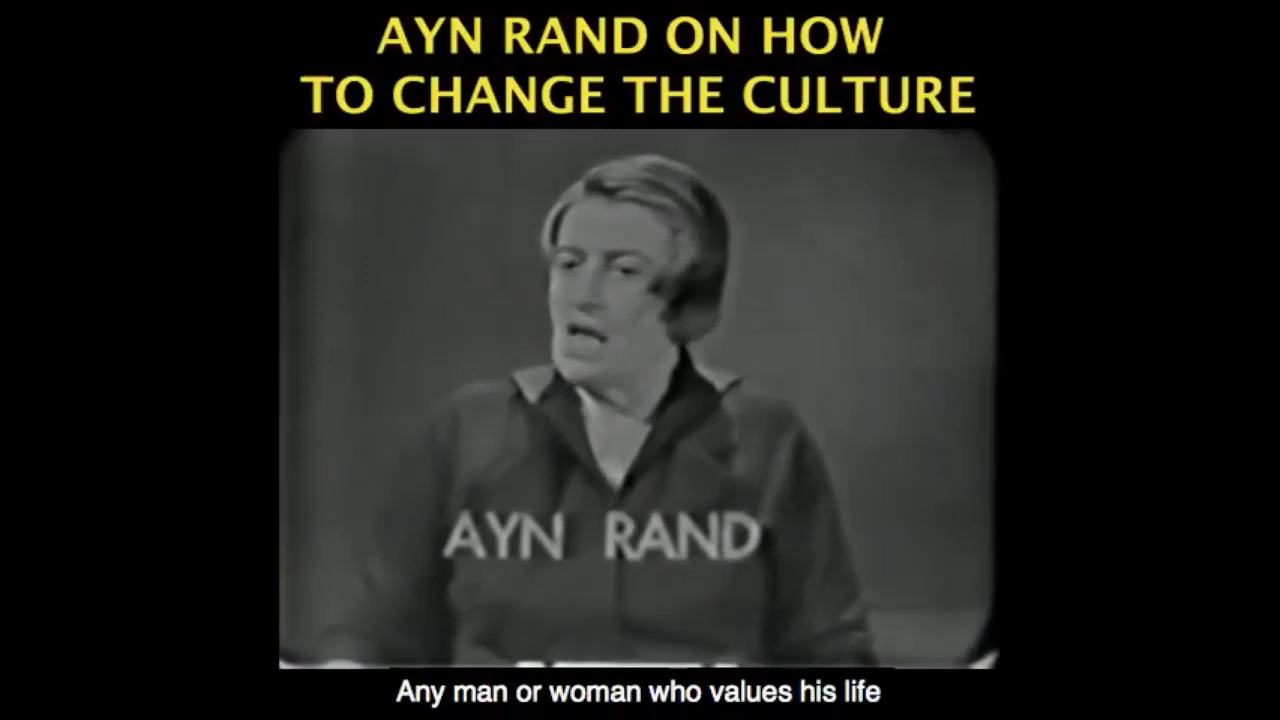 AYN RAND ON HOW
TO CHANGE THE CULTURE
AYN RAND
Any man or woman who values his life